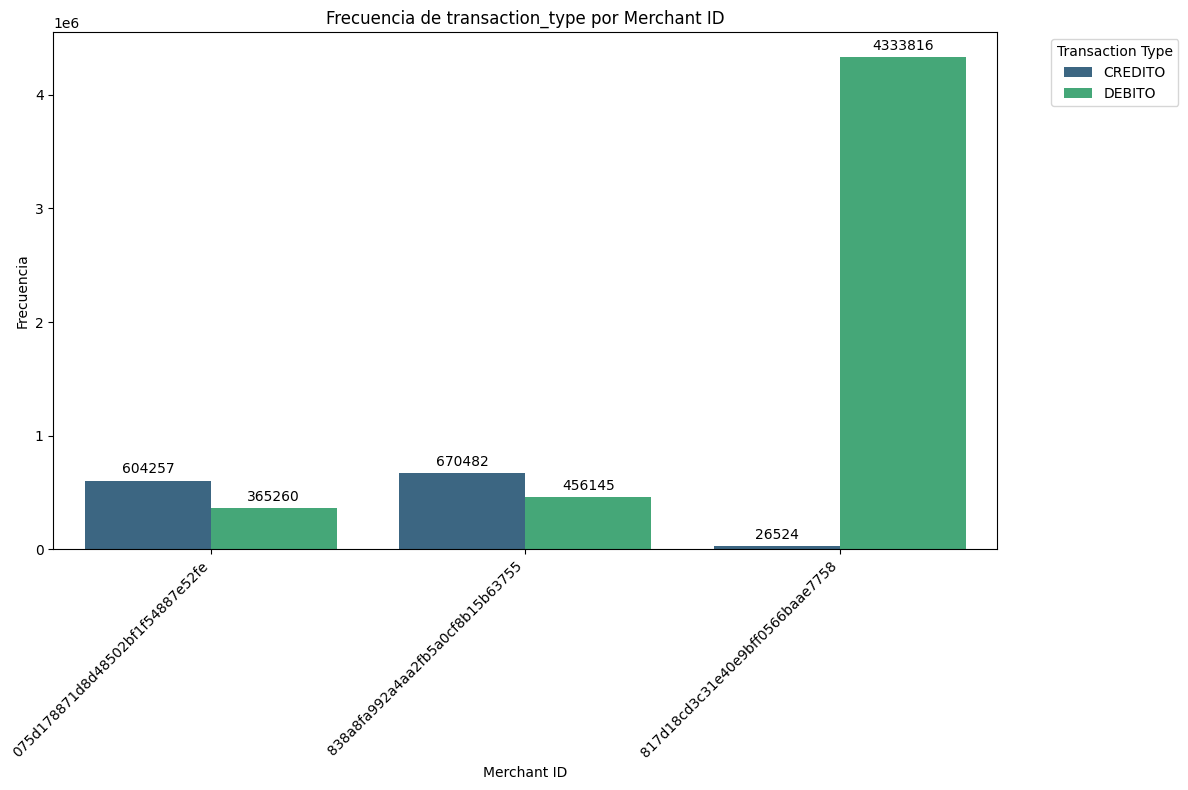 Frecuencia de transaction_type por Merchant ID
1e6
4333816
Transaction Type
CREDITO
DEBITO
4
3
2
1
0
Frecuencia
604257
365260
670482
456145
26524
075d178871d8d48502bf1f54887e52fe
838a8fa992a4aa2fb5a0cf8b15b63755
817d18cd3c31e40e9bff0566baae7758
Merchant ID